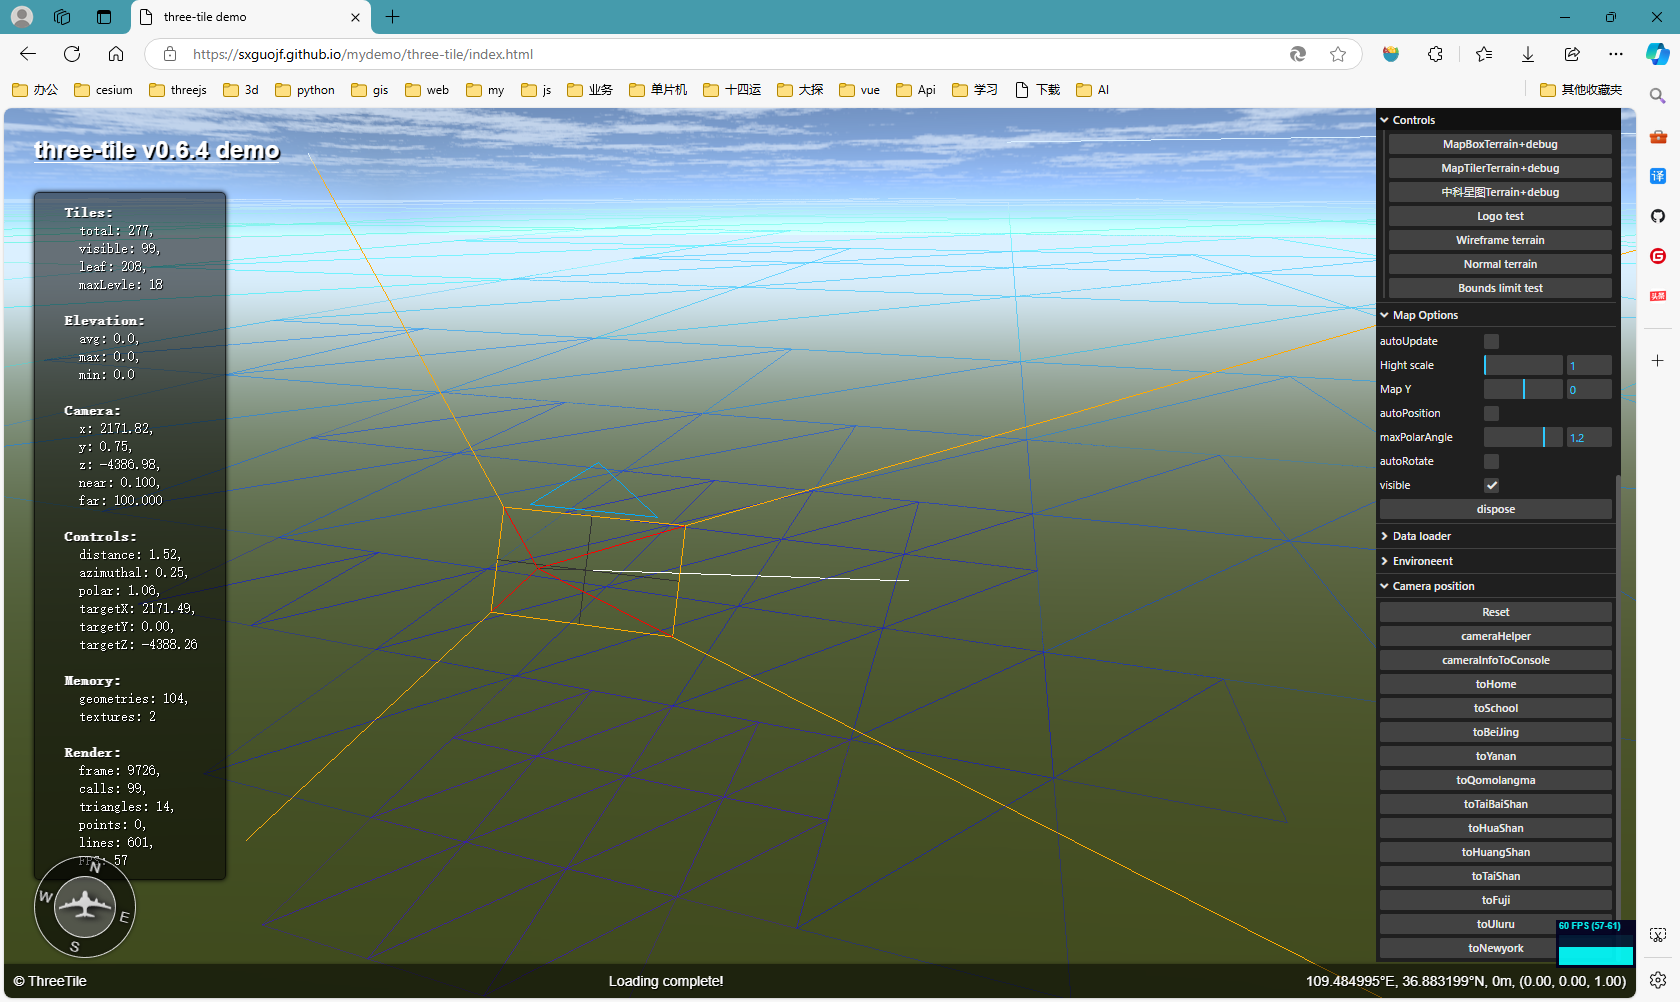 three-tile demo
https://sxguojf.github.io/mydemo/three-tile/index.html
办公 cesium threejs 3d python gis web my js 业务 单片机 十四运 大探 vue Api 学习 下载 AI 其他收藏夹
three-tile v0.6.4 demo
Tiles:
total: 277,
visible: 99,
leaf: 208,
maxLevle: 18
Elevation:
avg: 0.0,
max: 0.0,
min: 0.0
Camera:
x: 2171.82,
y: 0.75,
z: -4386.98,
near: 0.100,
far: 100.000
Controls:
distance: 1.52,
azimuthal: 0.25,
polar: 1.06,
targetX: 2171.49,
targetY: 0.00,
targetZ: -4388.26
Memory:
geometries: 104,
textures: 2
Render:
frame: 9726,
calls: 99,
triangles: 14,
points: 0,
lines: 601,
FPS: 57
N
W
E
S
Controls
MapBoxTerrain+debug
MapTilerTerrain+debug
中科星图Terrain+debug
Logo test
Wireframe terrain
Normal terrain
Bounds limit test
Map Options
autoUpdate
Hight scale 1
Map Y 0
autoPosition
maxPolarAngle 1.2
autoRotate
visible
dispose
Data loader
Environeent
Camera position
Reset
cameraHelper
cameraInfoToConsole
toHome
toSchool
toBeiJing
toYanan
toQomolangma
toTaiBaiShan
toHuaShan
toHuangShan
toTaiShan
toFuji
toUluru
toNewyork
60 FPS (57-61)
译
G
头条
© ThreeTile
Loading complete!
109.484995°E, 36.883199°N, 0m, (0.00, 0.00, 1.00)